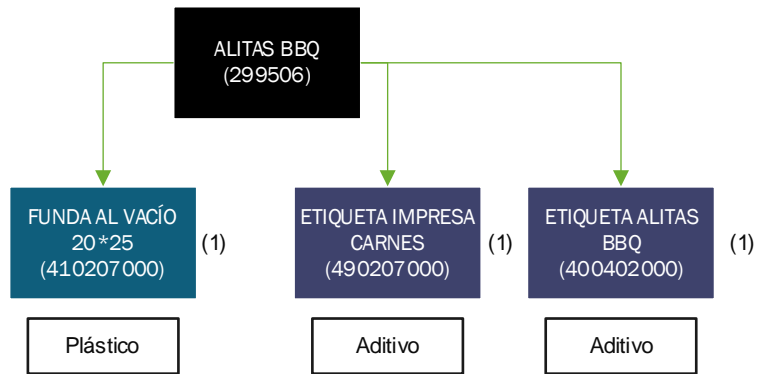 ALITAS BBQ
(299506)
FUNDA AL VACÍO
20*25
(410207000)
(1)
ETIQUETA IMPRESA
CARNES
(490207000)
(1)
ETIQUETA ALITAS
BBQ
(400402000)
(1)
Plástico
Aditivo
Aditivo